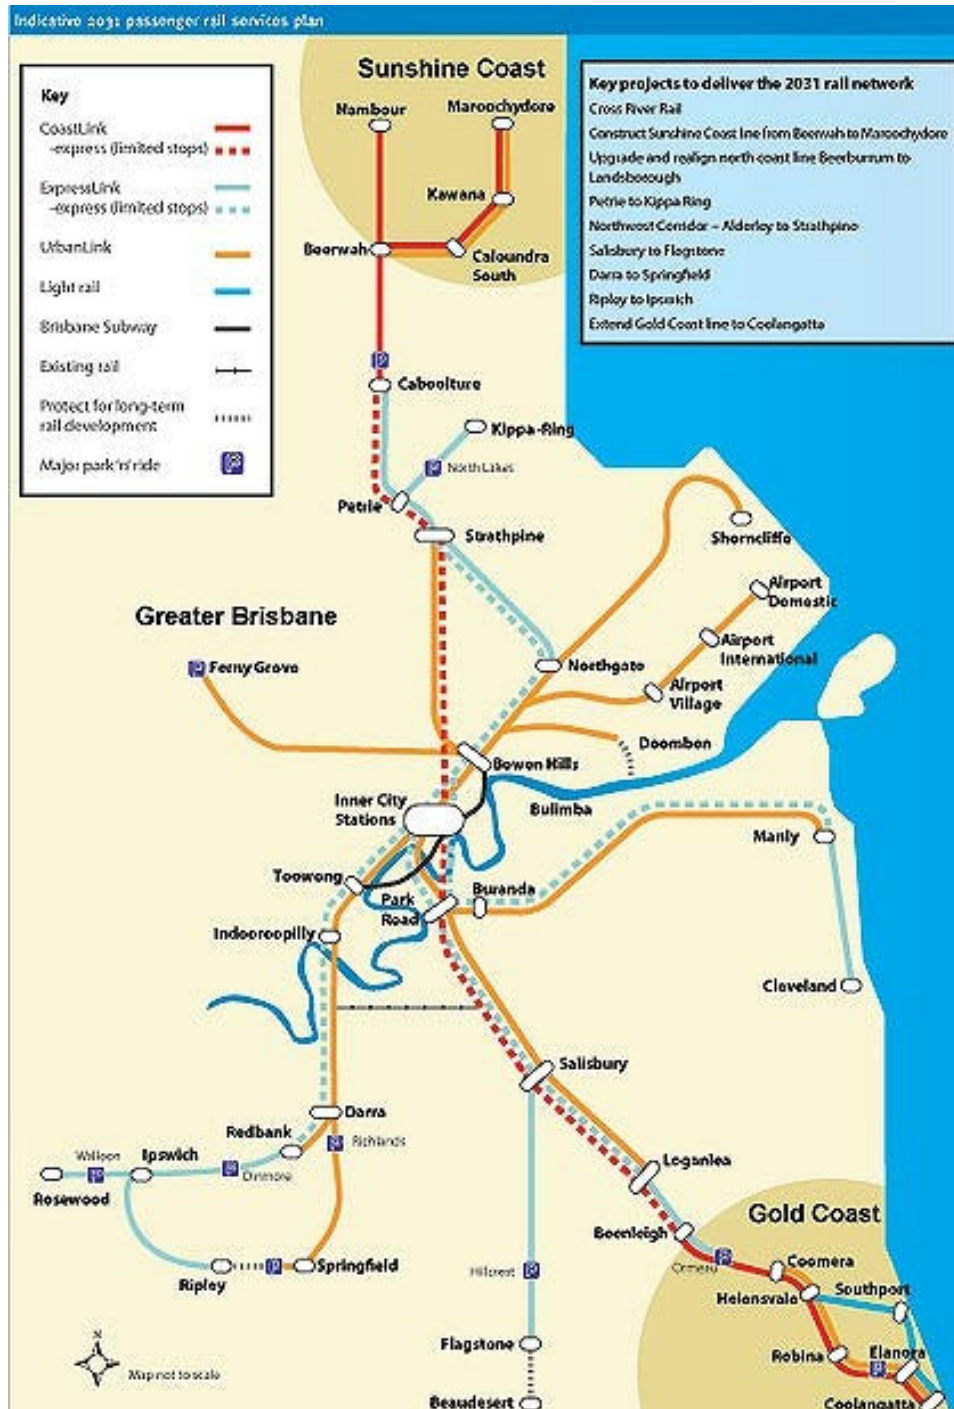 Indicative 2031 passenger rail services plan
Key
CoastLink
-express (limited stops)
ExpressLink
-express (limited stops)
UrbanLink
Light rail
Brisbane Subway
Existing rail
Protect for long-term
rail development
Major park 'n' ride
Key projects to deliver the 2031 rail network
Cross River Rail
Construct Sunshine Coast line from Beerwah to Maroochydore
Upgrade and realign north coast line Beerburrum to
Landsborough
Petrie to Kippa Ring
Northwest Corridor – Alderley to Strathpine
Salisbury to Flagstone
Darra to Springfield
Ripley to Ipswich
Extend Gold Coast line to Coolangatta
Sunshine Coast
Nambour
Maroochydore
Kawana
Beerwah
Caloundra
South
Caboolture
Kippa-Ring
North Lakes
Petrie
Strathpine
Shorncliffe
Airport
Domestic
Greater Brisbane
Airport
International
Ferny Grove
Northgate
Airport
Village
Doomben
Bowen Hills
Inner City
Stations
Bulimba
Manly
Toowong
Buranda
Park
Road
Indooroopilly
Cleveland
Salisbury
Darra
Redbank
Richlands
Ipswich
Walloon
Dinmore
Rosewood
Loganlea
Gold Coast
Beenleigh
Ormeau
Coomera
Ripley
Springfield
Hillcrest
Helensvale
Southport
Flagstone
Robina
Elanora
N
Map not to scale
Beaudesert
Coolangatta